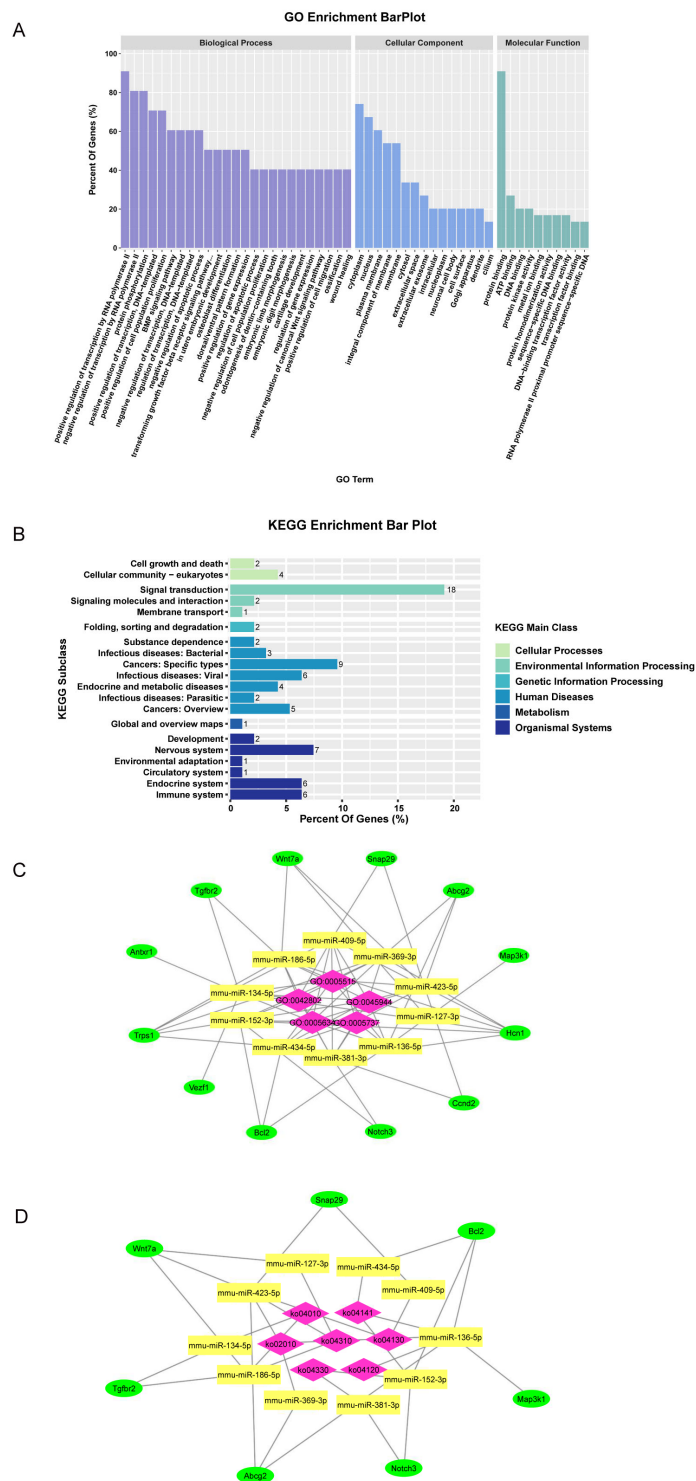 A
GO Enrichment BarPlot
Biological Process
Cellular Component
Molecular Function
Percent Of Genes (%)
100
80
60
40
20
0
positive regulation of transcription by RNA polymerase II
negative regulation of transcription by RNA polymerase II
protein phosphorylation
regulation of transcription, DNA−templated
positive regulation of cell population proliferation
positive regulation of transcription, DNA−templated
BMP signaling pathway
negative regulation of transcription, DNA−templated
negative regulation of apoptotic process
transforming growth factor beta receptor signaling pathway...
in utero embryonic development
osteoblast differentiation
dorsal/ventral pattern formation
positive regulation of gene expression
regulation of apoptotic process
negative regulation of cell population proliferation
odontogenesis of dentin−containing tooth
embryonic limb morphogenesis
embryonic digit morphogenesis
cartilage development
regulation of gene expression
negative regulation of canonical Wnt signaling pathway
positive regulation of cell migration
wound healing
cytoplasm
nucleus
plasma membrane
integral component of membrane
membrane
cytosol
extracellular space
extracellular exosome
intracellular
nucleoplasm
neuronal cell body
cell surface
Golgi apparatus
dendrite
cilium
protein binding
ATP binding
DNA binding
protein kinase activity
metal ion binding
protein homodimerization activity
sequence−specific DNA binding
DNA−binding transcription factor activity
transcription factor binding
RNA polymerase II proximal promoter sequence−specific DNA
GO Term
B
KEGG Enrichment Bar Plot
KEGG Subclass
Cell growth and death 2
Cellular community − eukaryotes 4
Signal transduction 18
Signaling molecules and interaction 2
Membrane transport 1
Folding, sorting and degradation 2
Substance dependence 2
Infectious diseases: Bacterial 3
Cancers: Specific types 9
Infectious diseases: Viral 6
Endocrine and metabolic diseases 4
Infectious diseases: Parasitic 2
Cancers: Overview 5
Global and overview maps 1
Development 2
Nervous system 7
Environmental adaptation 1
Circulatory system 1
Endocrine system 6
Immune system 6
0 5 10 15 20
Percent Of Genes (%)
KEGG Main Class
Cellular Processes
Environmental Information Processing
Genetic Information Processing
Human Diseases
Metabolism
Organismal Systems
C
Wnt7a
Snap29
Tgfbr2
Abcg2
mmu-miR-409-5p
Antxr1
mmu-miR-186-5p
mmu-miR-369-3p
Map3k1
GO:0005515
mmu-miR-134-5p
mmu-miR-423-5p
GO:0042802
GO:0045944
mmu-miR-152-3p
mmu-miR-127-3p
GO:0005634
GO:0005737
Trps1
Hcn1
mmu-miR-434-5p
mmu-miR-136-5p
mmu-miR-381-3p
Vezf1
Ccnd2
Bcl2
Notch3
D
Snap29
Bcl2
Wnt7a
mmu-miR-127-3p
mmu-miR-434-5p
mmu-miR-423-5p
mmu-miR-409-5p
ko04010
ko04141
mmu-miR-134-5p
ko02010
ko04310
ko04130
mmu-miR-136-5p
mmu-miR-186-5p
ko04330
ko04120
mmu-miR-152-3p
Tgfbr2
mmu-miR-369-3p
mmu-miR-381-3p
Map3k1
Abcg2
Notch3